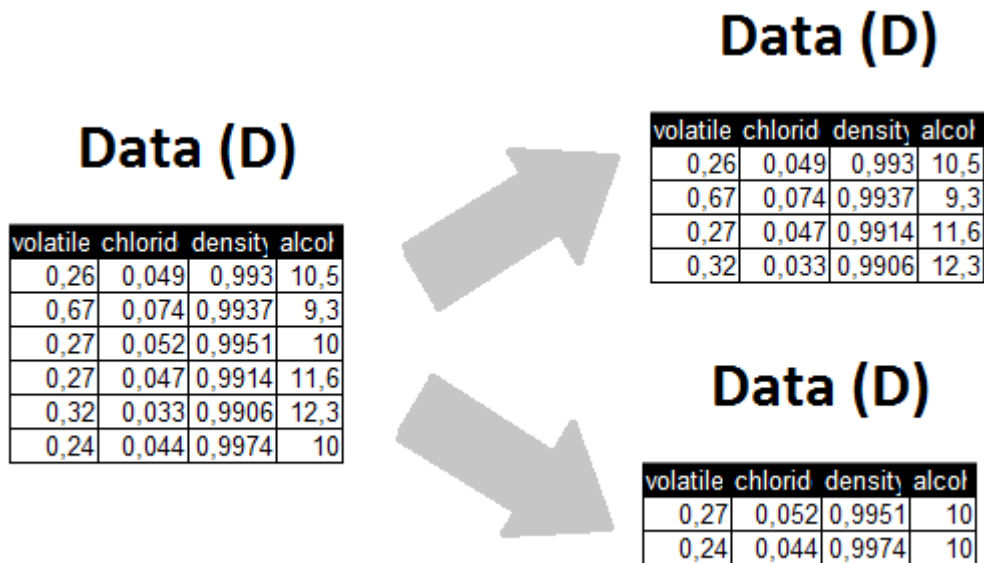 Data (D)
volatile chlorid density alcoh
0,26 0,049 0,993 10,5
0,67 0,074 0,9937 9,3
0,27 0,052 0,9951 10
0,27 0,047 0,9914 11,6
0,32 0,033 0,9906 12,3
0,24 0,044 0,9974 10
Data (D)
volatile chlorid density alcoh
0,26 0,049 0,993 10,5
0,67 0,074 0,9937 9,3
0,27 0,047 0,9914 11,6
0,32 0,033 0,9906 12,3
Data (D)
volatile chlorid density alcoh
0,27 0,052 0,9951 10
0,24 0,044 0,9974 10